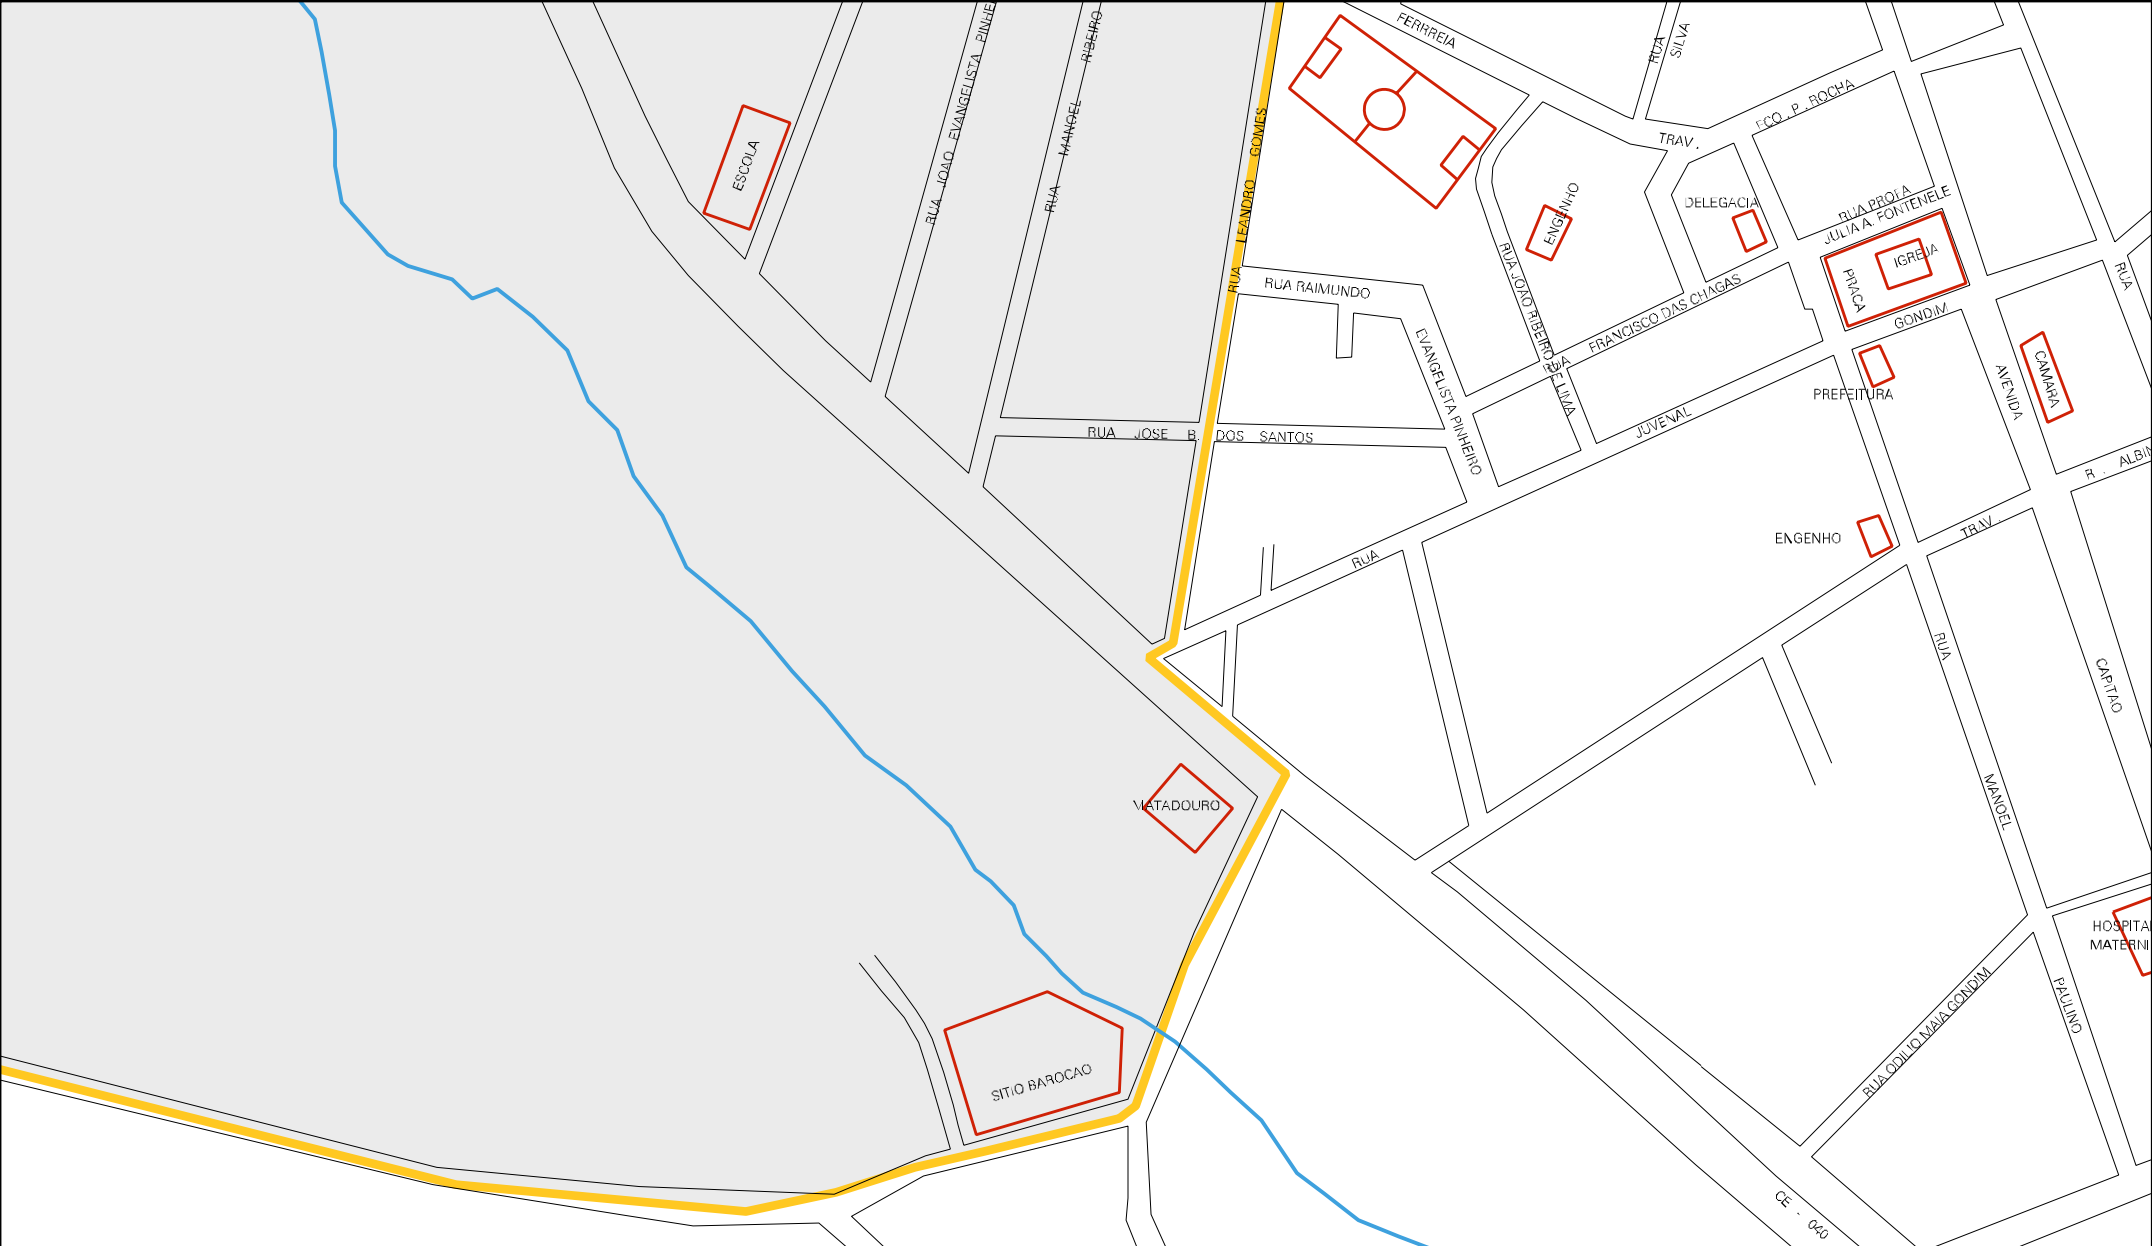 FERRREIA
RUA
SILVA
RUA JOAO EVANGELISTA PINHE
RUA MANOEL RIBEIRO
RUA LEANDRO GOMES
ESCOLA
FCO . P . ROCHA
TRAV .
ENGENHO
DELEGACIA
RUA PROFA
JULIA A. FONTENELE
IGREJA
PRACA
GONDIM
RUA
RUA RAIMUNDO
EVANGELISTA PINHEIRO
RUA JOAO RIBEIRO DE LIMA
RUA FRANCISCO DAS CHAGAS
PREFEITURA
AVENIDA
CAMARA
RUA JOSE B. DOS SANTOS
JUVENAL
R . ALBIN
RUA
ENGENHO
TRAV .
RUA
CAPITAO
MATADOURO
MANOEL
HOSPITAL
MATERNI
PAULINO
RUA ODILIO MAIA GONDIM
SITIO BAROCAO
CE - 040